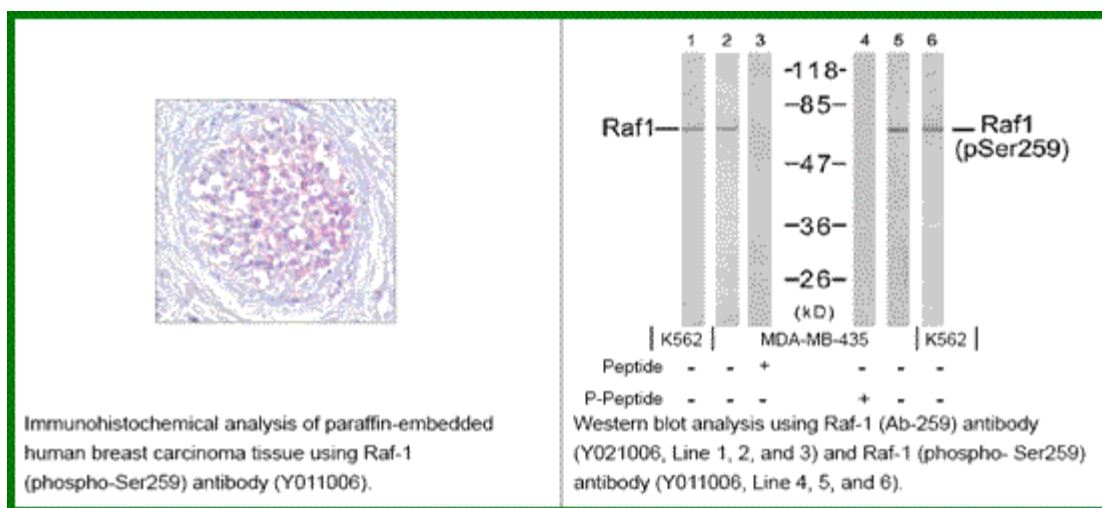 1 2 3 4 5 6
-118-
-85-
Raf1
Raf1
(pSer259)
-47-
-36-
-26-
(kD)
K562 | MDA-MB-435 | K562
Peptide - - + - - -
P-Peptide - - - + - -
Immunohistochemical analysis of paraffin-embedded
human breast carcinoma tissue using Raf-1
(phospho-Ser259) antibody (Y011006).
Western blot analysis using Raf-1 (Ab-259) antibody
(Y021006, Line 1, 2, and 3) and Raf-1 (phospho- Ser259)
antibody (Y011006, Line 4, 5, and 6).